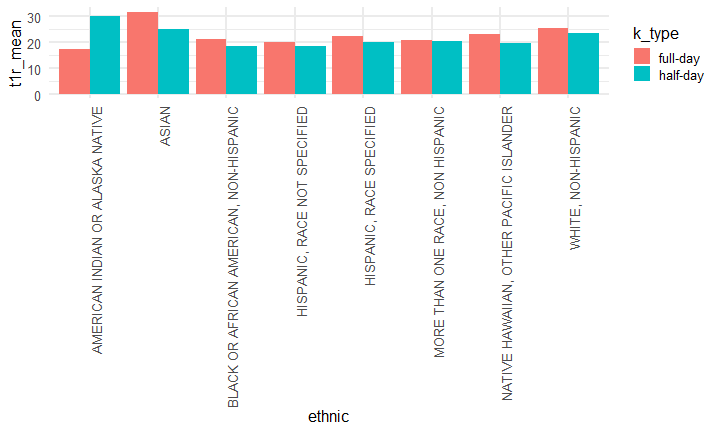 t1r_mean
30
20
10
0
AMERICAN INDIAN OR ALASKA NATIVE
ASIAN
BLACK OR AFRICAN AMERICAN, NON-HISPANIC
HISPANIC, RACE NOT SPECIFIED
HISPANIC, RACE SPECIFIED
MORE THAN ONE RACE, NON HISPANIC
NATIVE HAWAIIAN, OTHER PACIFIC ISLANDER
WHITE, NON-HISPANIC
ethnic
k_type
full-day
half-day